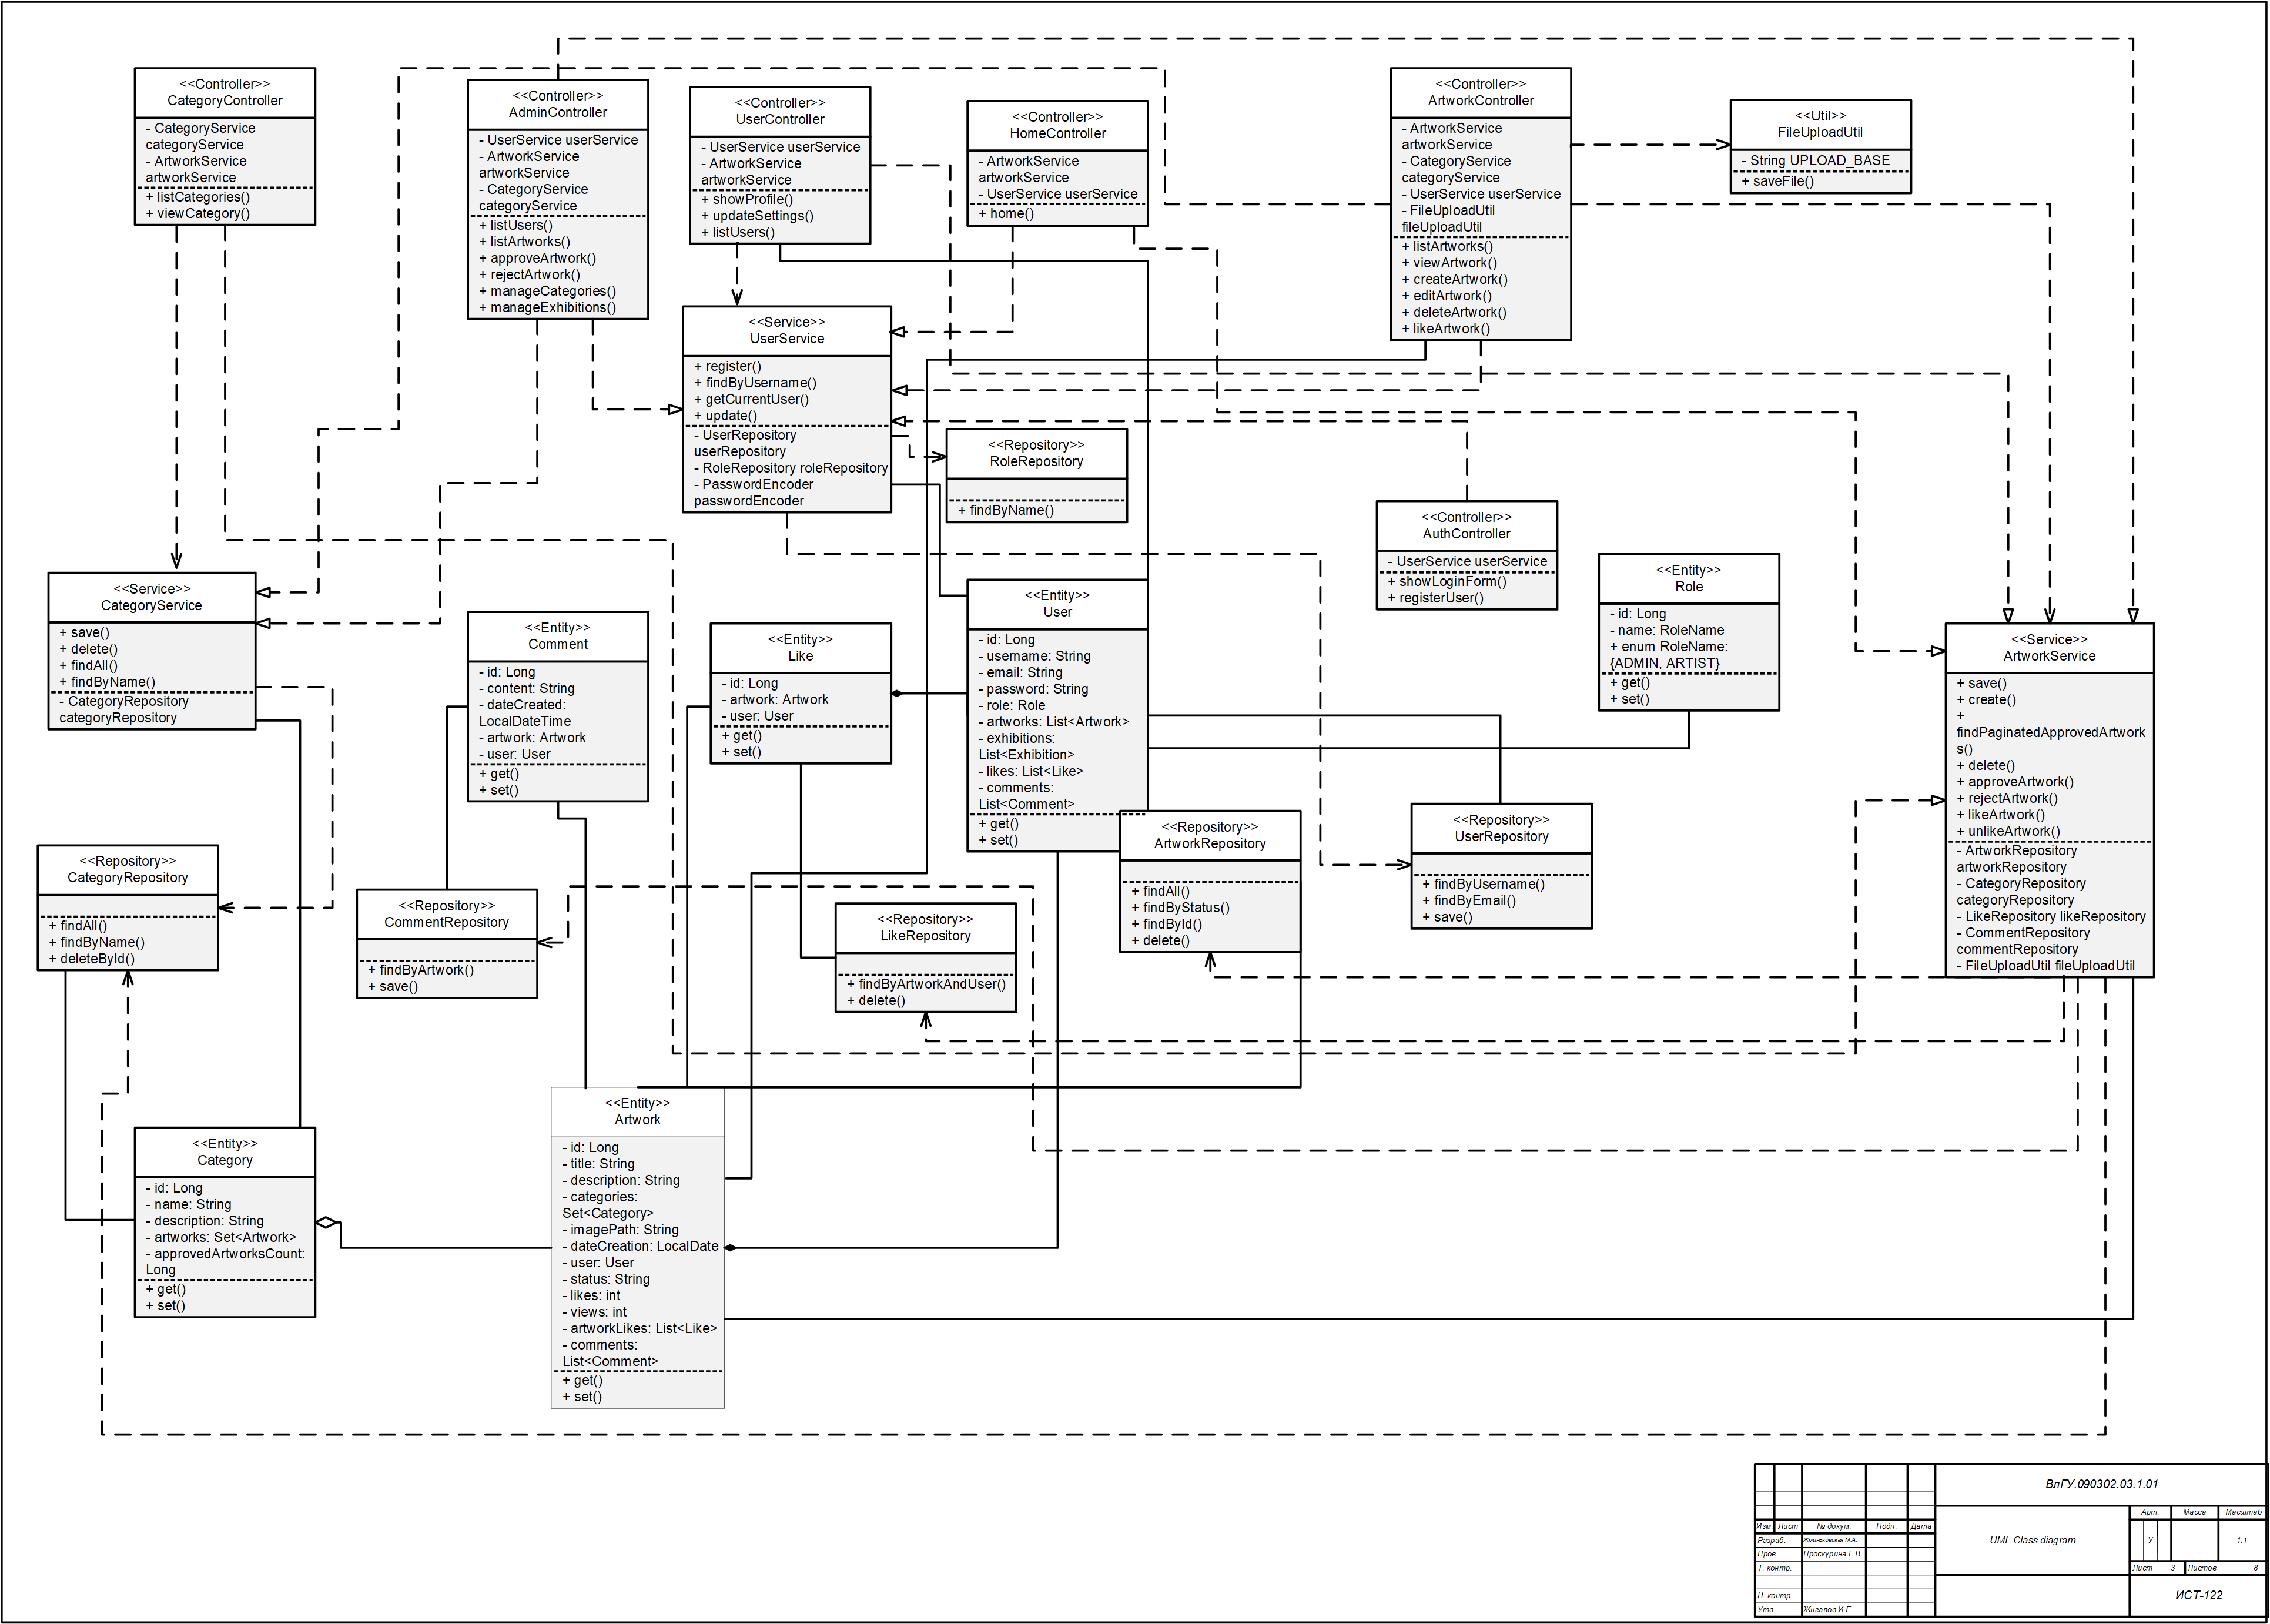 <<Controller>>
CategoryController
- CategoryService
categoryService
- ArtworkService
artworkService
+ listCategories()
+ viewCategory()
<<Controller>>
AdminController
- UserService userService
- ArtworkService
artworkService
- CategoryService
categoryService
+ listUsers()
+ listArtworks()
+ approveArtwork()
+ rejectArtwork()
+ manageCategories()
+ manageExhibitions()
<<Controller>>
UserController
- UserService userService
- ArtworkService
artworkService
+ showProfile()
+ updateSettings()
+ listUsers()
<<Controller>>
HomeController
- ArtworkService
artworkService
- UserService userService
+ home()
<<Controller>>
ArtworkController
- ArtworkService
artworkService
- CategoryService
categoryService
- UserService userService
- FileUploadUtil
fileUploadUtil
+ listArtworks()
+ viewArtwork()
+ createArtwork()
+ editArtwork()
+ deleteArtwork()
+ likeArtwork()
<<Util>>
FileUploadUtil
- String UPLOAD_BASE
+ saveFile()
<<Service>>
UserService
+ register()
+ findByUsername()
+ getCurrentUser()
+ update()
- UserRepository
userRepository
- RoleRepository roleRepository
- PasswordEncoder
passwordEncoder
<<Repository>>
RoleRepository
+ findByName()
<<Controller>>
AuthController
- UserService userService
+ showLoginForm()
+ registerUser()
<<Entity>>
Role
- id: Long
- name: RoleName
+ enum RoleName:
{ADMIN, ARTIST}
+ get()
+ set()
<<Service>>
CategoryService
+ save()
+ delete()
+ findAll()
+ findByName()
- CategoryRepository
categoryRepository
<<Entity>>
Comment
- id: Long
- content: String
- dateCreated:
LocalDateTime
- artwork: Artwork
- user: User
+ get()
+ set()
<<Entity>>
Like
- id: Long
- artwork: Artwork
- user: User
+ get()
+ set()
<<Entity>>
User
- id: Long
- username: String
- email: String
- password: String
- role: Role
- artworks: List<Artwork>
- exhibitions:
List<Exhibition>
- likes: List<Like>
- comments:
List<Comment>
+ get()
+ set()
<<Service>>
ArtworkService
+ save()
+ create()
+
findPaginatedApprovedArtwork
s()
+ delete()
+ approveArtwork()
+ rejectArtwork()
+ likeArtwork()
+ unlikeArtwork()
- ArtworkRepository
artworkRepository
- CategoryRepository
categoryRepository
- LikeRepository likeRepository
- CommentRepository
commentRepository
- FileUploadUtil fileUploadUtil
<<Repository>>
CategoryRepository
+ findAll()
+ findByName()
+ deleteById()
<<Repository>>
CommentRepository
+ findByArtwork()
+ save()
<<Repository>>
LikeRepository
+ findByArtworkAndUser()
+ delete()
<<Repository>>
ArtworkRepository
+ findAll()
+ findByStatus()
+ findById()
+ delete()
<<Repository>>
UserRepository
+ findByUsername()
+ findByEmail()
+ save()
<<Entity>>
Category
- id: Long
- name: String
- description: String
- artworks: Set<Artwork>
- approvedArtworksCount:
Long
+ get()
+ set()
<<Entity>>
Artwork
- id: Long
- title: String
- description: String
- categories:
Set<Category>
- imagePath: String
- dateCreation: LocalDate
- user: User
- status: String
- likes: int
- views: int
- artworkLikes: List<Like>
- comments:
List<Comment>
+ get()
+ set()
ВлГУ.090302.03.1.01
Арт. Масса Масштаб
Изм. Лист № докум. Подп. Дата
Разраб. М.А.
UML Class diagram
У 1:1
Пров. Проскурина Г.В.
Т. контр.
Лист 3 Листов 8
Н. контр.
ИСТ-122
Утв. Жигалов И.Е.